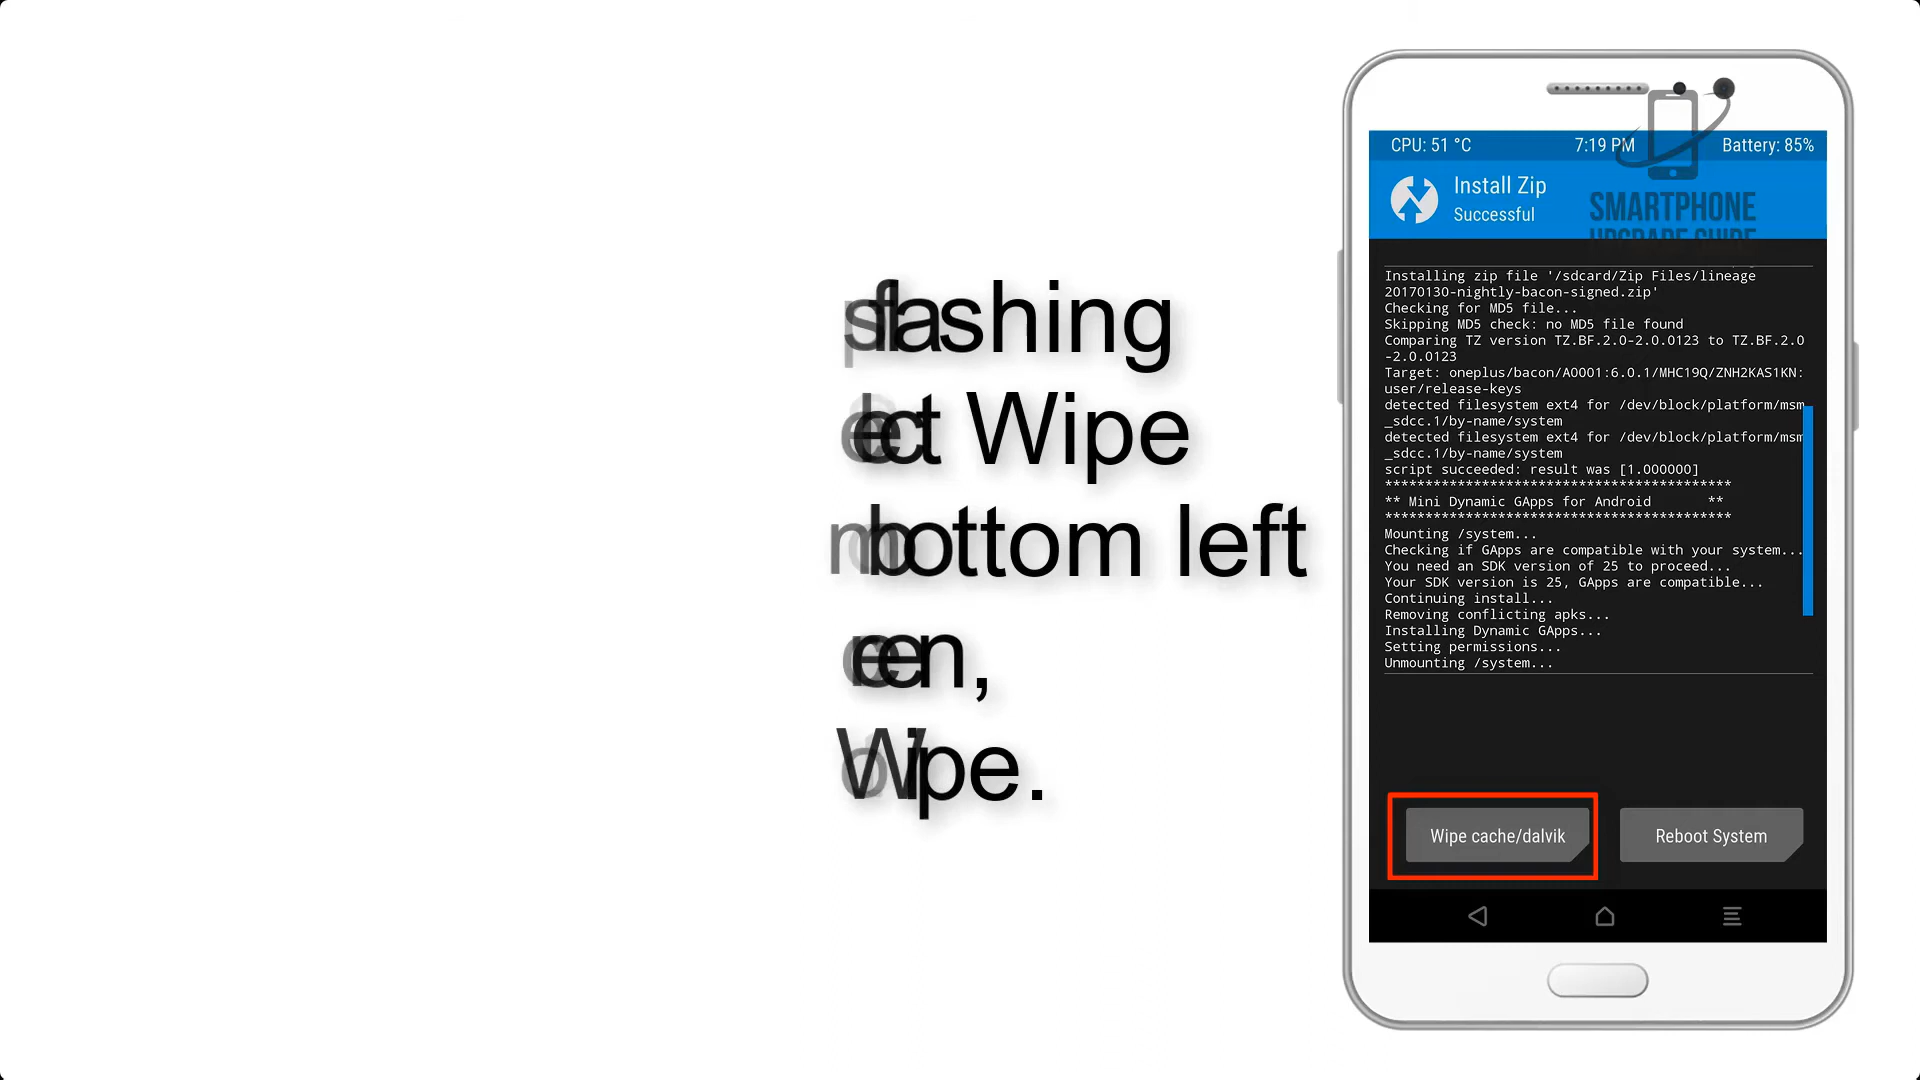 flashing
Wipe
bottom left
Wipe.
CPU: 51 °C 7:19 PM Battery: 85%
Install Zip
Successful
SMARTPHONE
UPGRADE GUIDE
Installing zip file '/sdcard/Zip Files/lineage
20170130-nightly-bacon-signed.zip'
Checking for MD5 file...
Skipping MD5 check: no MD5 file found
Comparing TZ version TZ.BF.2.0-2.0.0123 to TZ.BF.2.0
-2.0.0123
Target: oneplus/bacon/A0001:6.0.1/MHC19Q/ZNH2KAS1KN:
user/release-keys
detected filesystem ext4 for /dev/block/platform/msm
_sdcc.1/by-name/system
detected filesystem ext4 for /dev/block/platform/msm
_sdcc.1/by-name/system
script succeeded: result was [1.000000]
*******************************************
** Mini Dynamic GApps for Android **
*******************************************
Mounting /system...
Checking if GApps are compatible with your system...
You need an SDK version of 25 to proceed...
Your SDK version is 25, GApps are compatible...
Continuing install...
Removing conflicting apks...
Installing Dynamic GApps...
Setting permissions...
Unmounting /system...
Wipe cache/dalvik
Reboot System